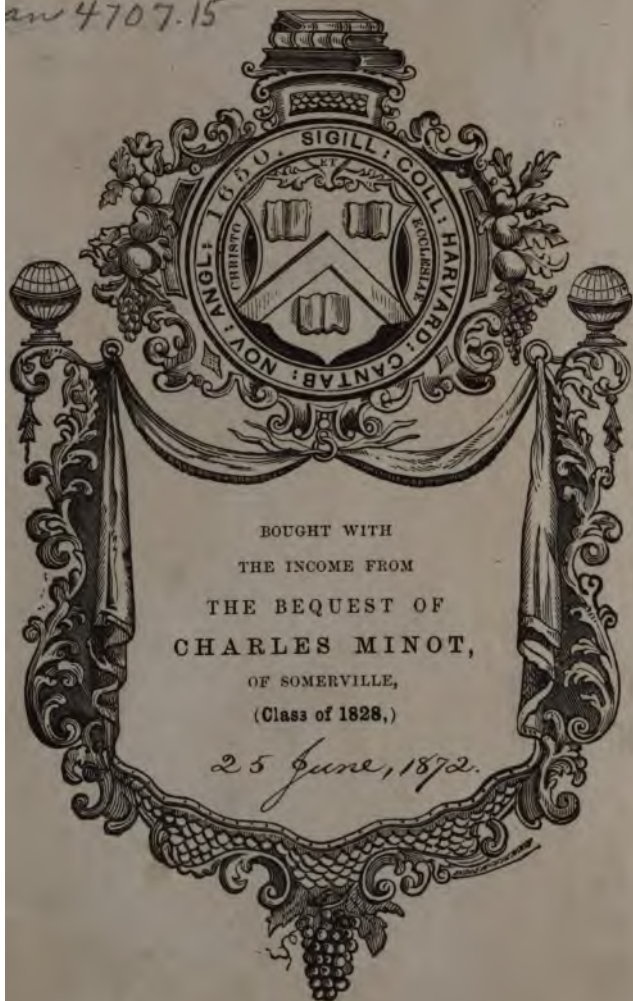 an 4707.15
SIGILL: COLL: HARVARD: CANTAB: NOV: ANGL: 1650.
ET
CHRISTO
ECCLESIAE
BOUGHT WITH
THE INCOME FROM
THE BEQUEST OF
CHARLES MINOT,
OF SOMERVILLE,
(Class of 1828,)
25 June, 1872.